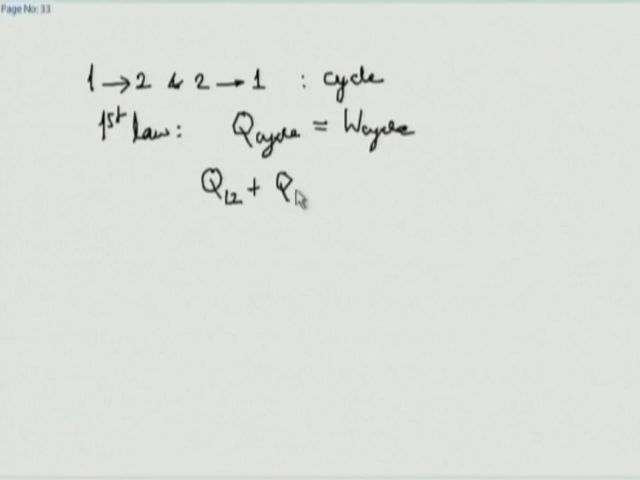 Page No: 33
1 → 2 & 2 → 1 : cycle
1st law: Qcycle = Wcycle
Q12 + Q